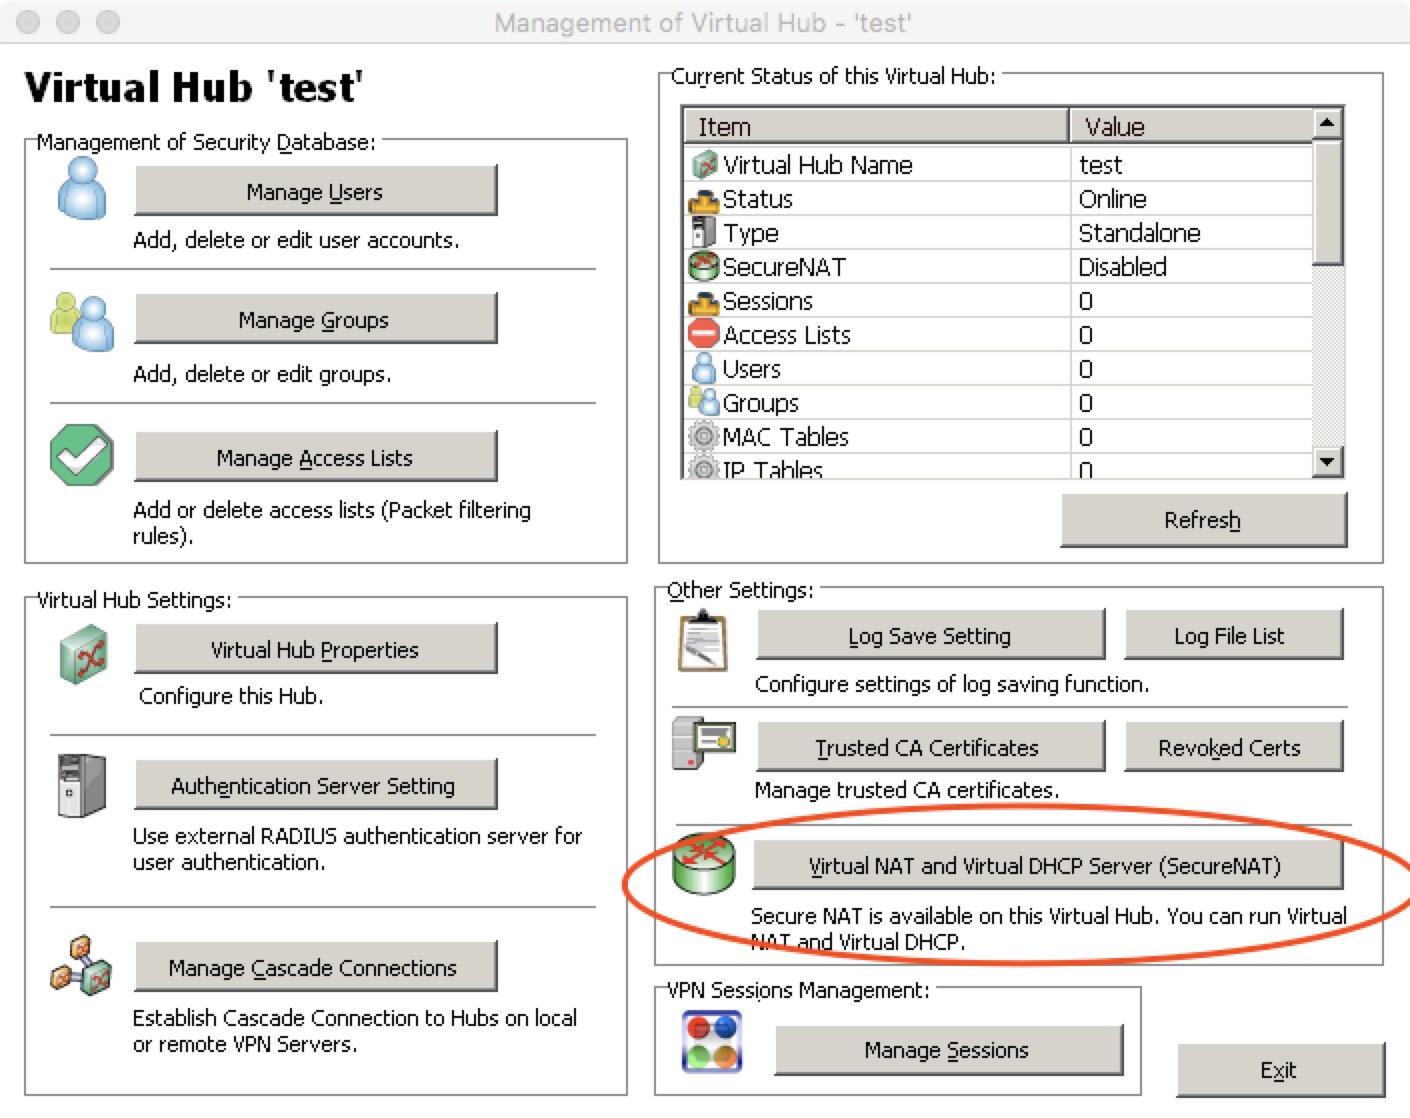 Management of Virtual Hub - 'test'
Virtual Hub 'test'
Management of Security Database:
Manage Users
Add, delete or edit user accounts.
Manage Groups
Add, delete or edit groups.
Manage Access Lists
Add or delete access lists (Packet filtering
rules).
Current Status of this Virtual Hub:
Item Value
Virtual Hub Name test
Status Online
Type Standalone
SecureNAT Disabled
Sessions 0
Access Lists 0
Users 0
Groups 0
MAC Tables 0
IP Tables 0
Refresh
Virtual Hub Settings:
Virtual Hub Properties
Configure this Hub.
Authentication Server Setting
Use external RADIUS authentication server for
user authentication.
Manage Cascade Connections
Establish Cascade Connection to Hubs on local
or remote VPN Servers.
Other Settings:
Log Save Setting Log File List
Configure settings of log saving function.
Trusted CA Certificates Revoked Certs
Manage trusted CA certificates.
Virtual NAT and Virtual DHCP Server (SecureNAT)
Secure NAT is available on this Virtual Hub. You can run Virtual
NAT and Virtual DHCP.
VPN Sessions Management:
Manage Sessions
Exit